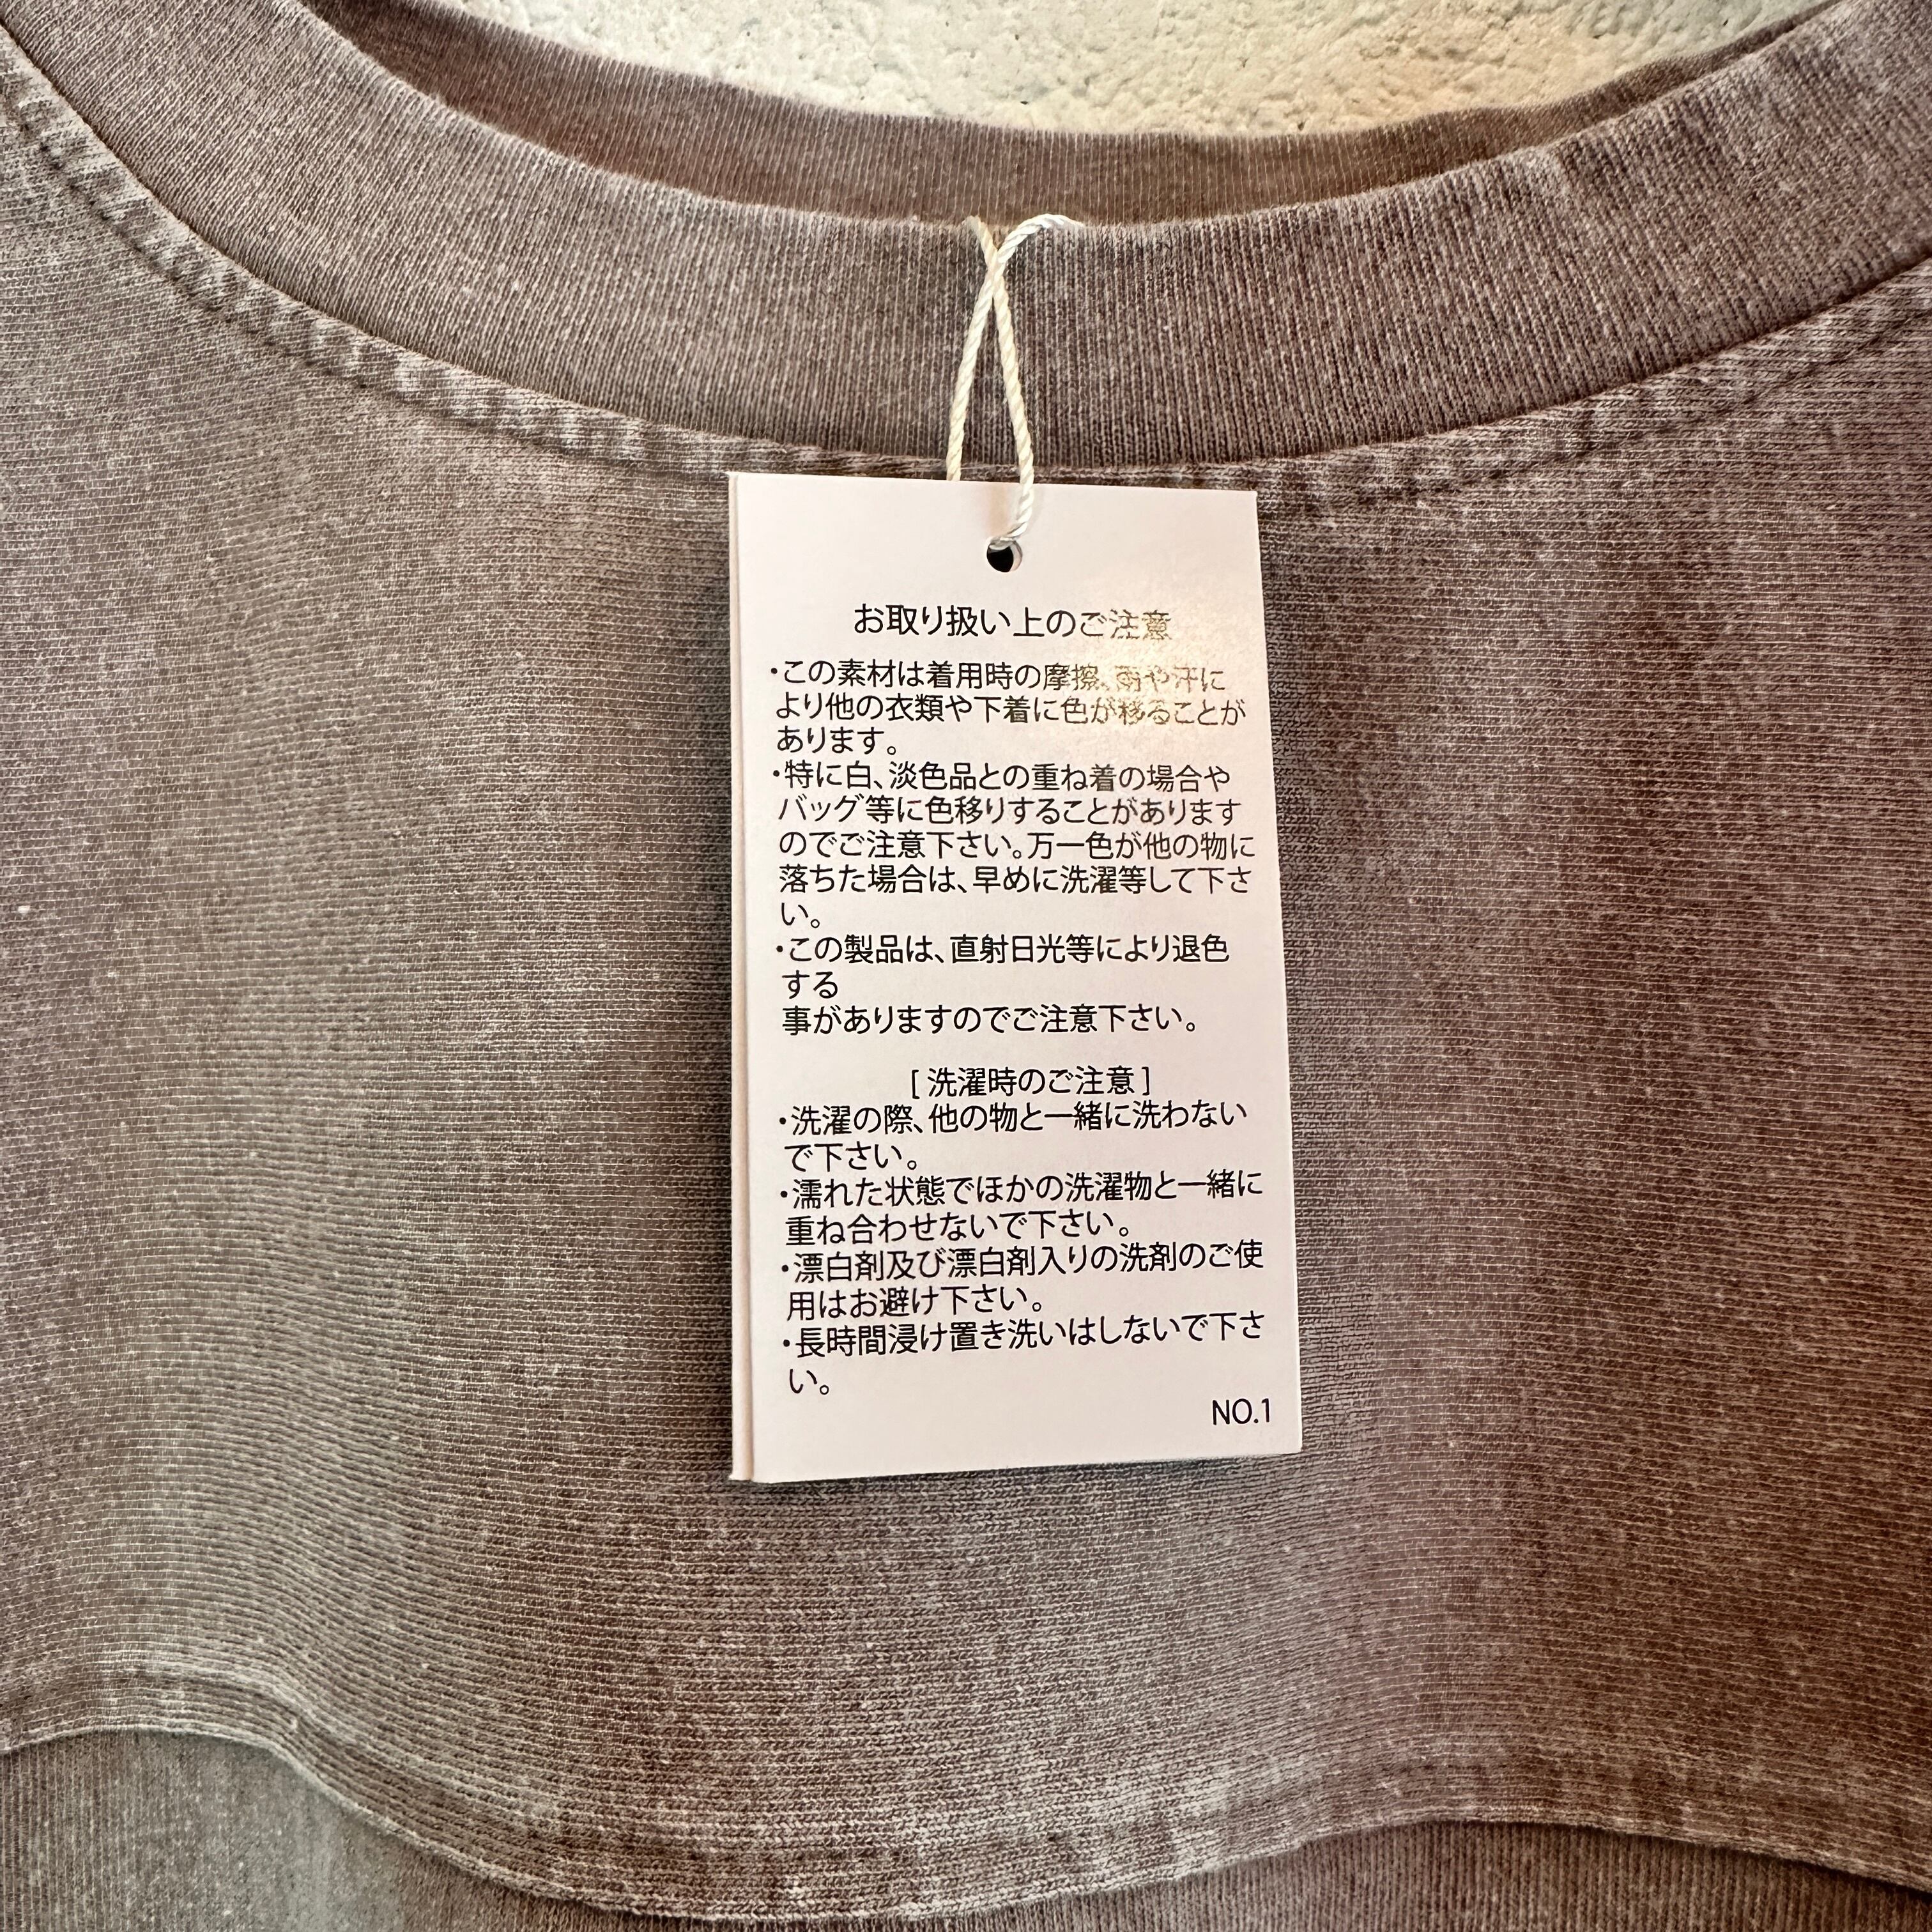 お取り扱い上のご注意
・この素材は着用時の摩擦、雨や汗に
より他の衣類や下着に色が移ることが
あります。
・特に白、淡色品との重ね着の場合や
バッグ等に色移りすることがあります
のでご注意下さい。万一色が他の物に
落ちた場合は、早めに洗濯等して下さ
い。
・この製品は、直射日光等により退色
する
事がありますのでご注意下さい。
[ 洗濯時のご注意 ]
・洗濯の際、他の物と一緒に洗わない
で下さい。
・濡れた状態でほかの洗濯物と一緒に
重ね合わせないで下さい。
・漂白剤及び漂白剤入りの洗剤のご使
用はお避け下さい。
・長時間浸け置き洗いはしないで下さ
い。
NO.1